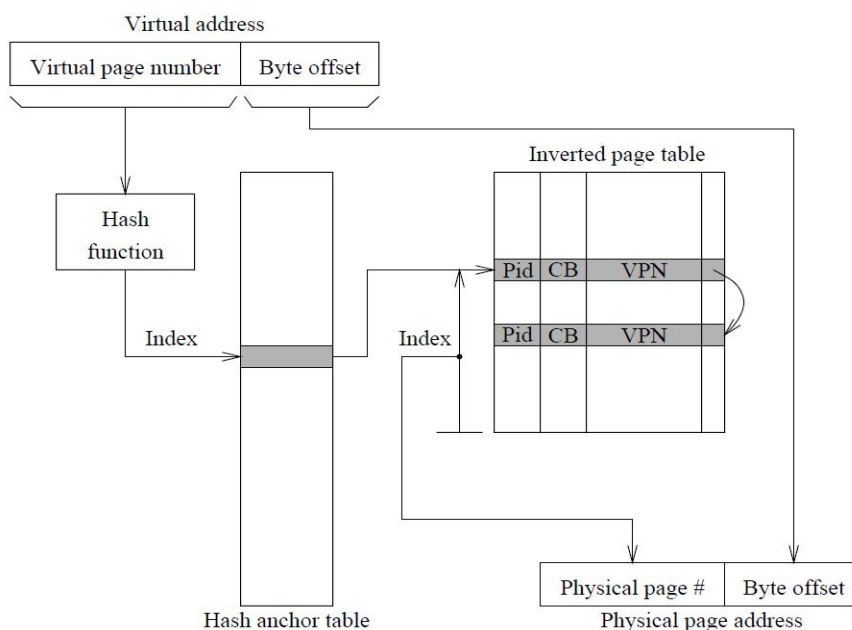 Virtual address
Virtual page number Byte offset
Inverted page table
Hash
function
Pid CB VPN
Index
Index
Pid CB VPN
Physical page # Byte offset
Hash anchor table
Physical page address